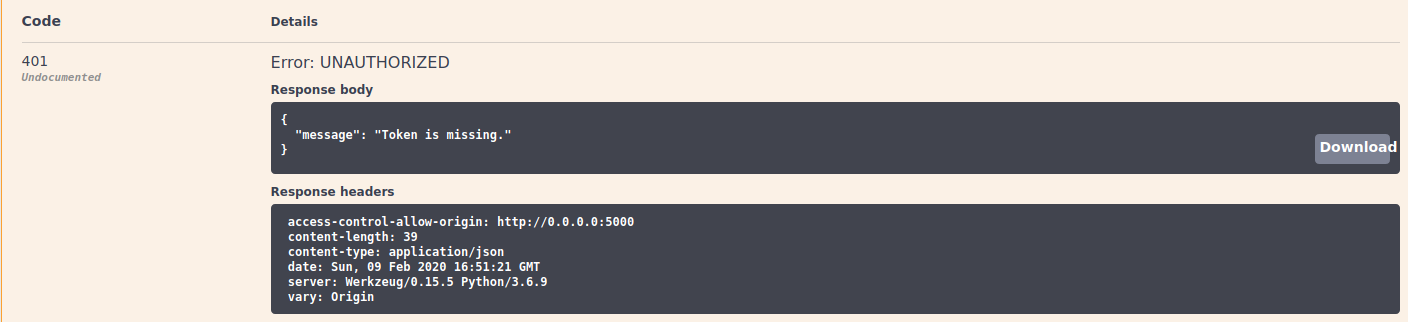 Code Details
401 Error: UNAUTHORIZED
Undocumented
Response body
{
  "message": "Token is missing."
}
Download
Response headers
access-control-allow-origin: http://0.0.0.0:5000
content-length: 39
content-type: application/json
date: Sun, 09 Feb 2020 16:51:21 GMT
server: Werkzeug/0.15.5 Python/3.6.9
vary: Origin